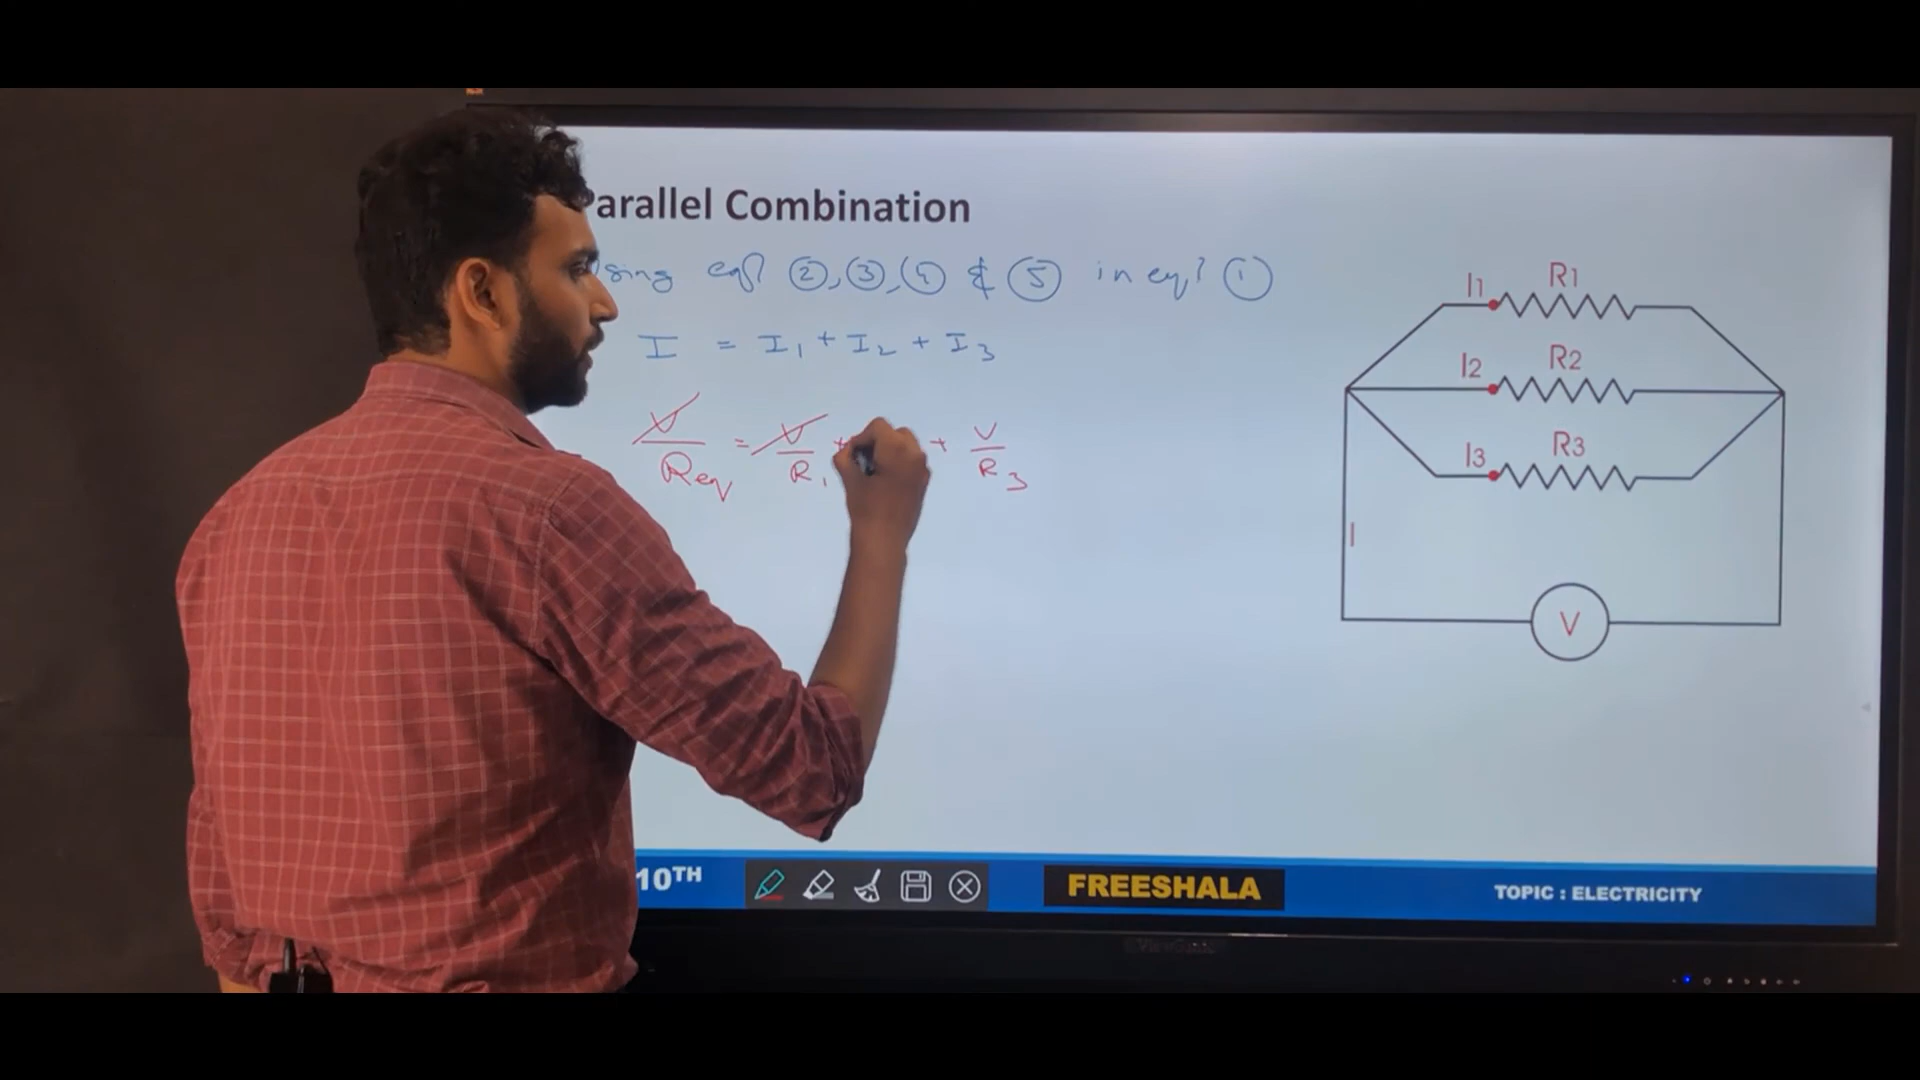 Parallel Combination
using eqn ②, ③, ④ & ⑤ in eqn ①
I = I₁ + I₂ + I₃
V/Req = V/R₁ + + V/R₃
I1 R1
I2 R2
I3 R3
I
V
10TH
FREESHALA
TOPIC : ELECTRICITY